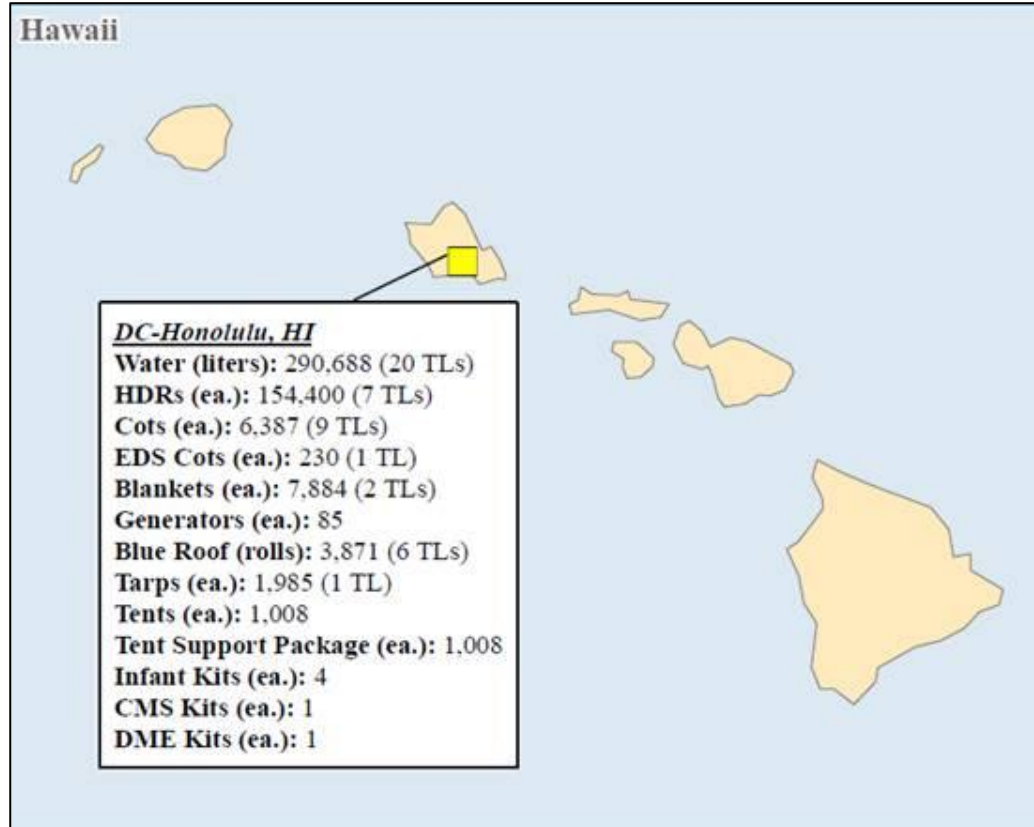 Hawaii
DC-Honolulu, HI
Water (liters): 290,688 (20 TLs)
HDRs (ea.): 154,400 (7 TLs)
Cots (ea.): 6,387 (9 TLs)
EDS Cots (ea.): 230 (1 TL)
Blankets (ea.): 7,884 (2 TLs)
Generators (ea.): 85
Blue Roof (rolls): 3,871 (6 TLs)
Tarps (ea.): 1,985 (1 TL)
Tents (ea.): 1,008
Tent Support Package (ea.): 1,008
Infant Kits (ea.): 4
CMS Kits (ea.): 1
DME Kits (ea.): 1